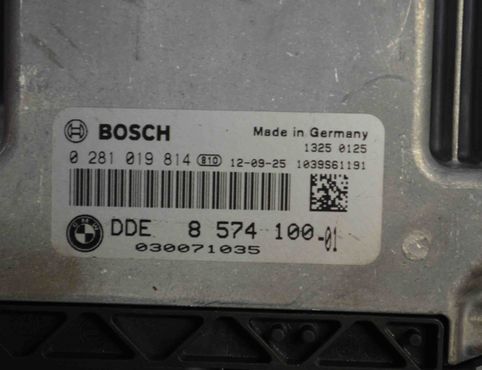 BOSCH Made in Germany
1325 0125
0 281 019 814 810 12-09-25 1039S61191
DDE 8 574 100-01
030071035